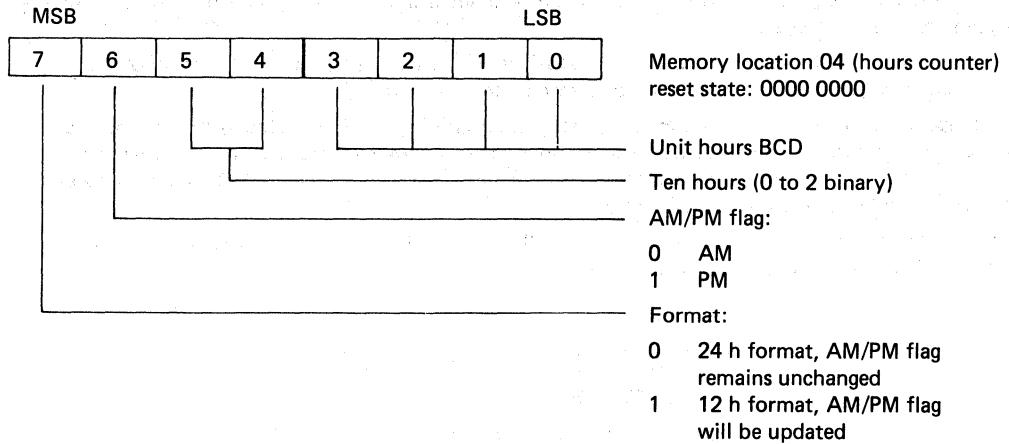 MSB LSB
7 6 5 4 3 2 1 0
Memory location 04 (hours counter)
reset state: 0000 0000
Unit hours BCD
Ten hours (0 to 2 binary)
AM/PM flag:
0 AM
1 PM
Format:
0 24 h format, AM/PM flag
remains unchanged
1 12 h format, AM/PM flag
will be updated